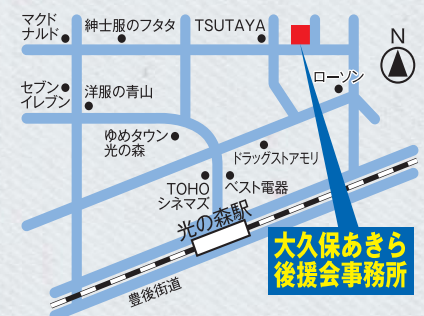 マクド
ナルド
紳士服のフタタ
TSUTAYA
N
セブン
イレブン
洋服の青山
ローソン
ゆめタウン
光の森
ドラッグストアモリ
TOHO
シネマズ
ベスト電器
光の森駅
豊後街道
大久保あきら
後援会事務所